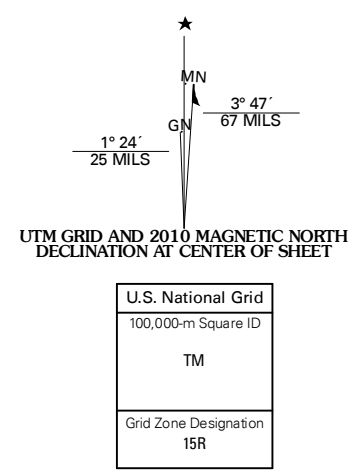 MN
3° 47´
67 MILS
GN
1° 24´
25 MILS
UTM GRID AND 2010 MAGNETIC NORTH
DECLINATION AT CENTER OF SHEET
U.S. National Grid
100,000-m Square ID
TM
Grid Zone Designation
15R